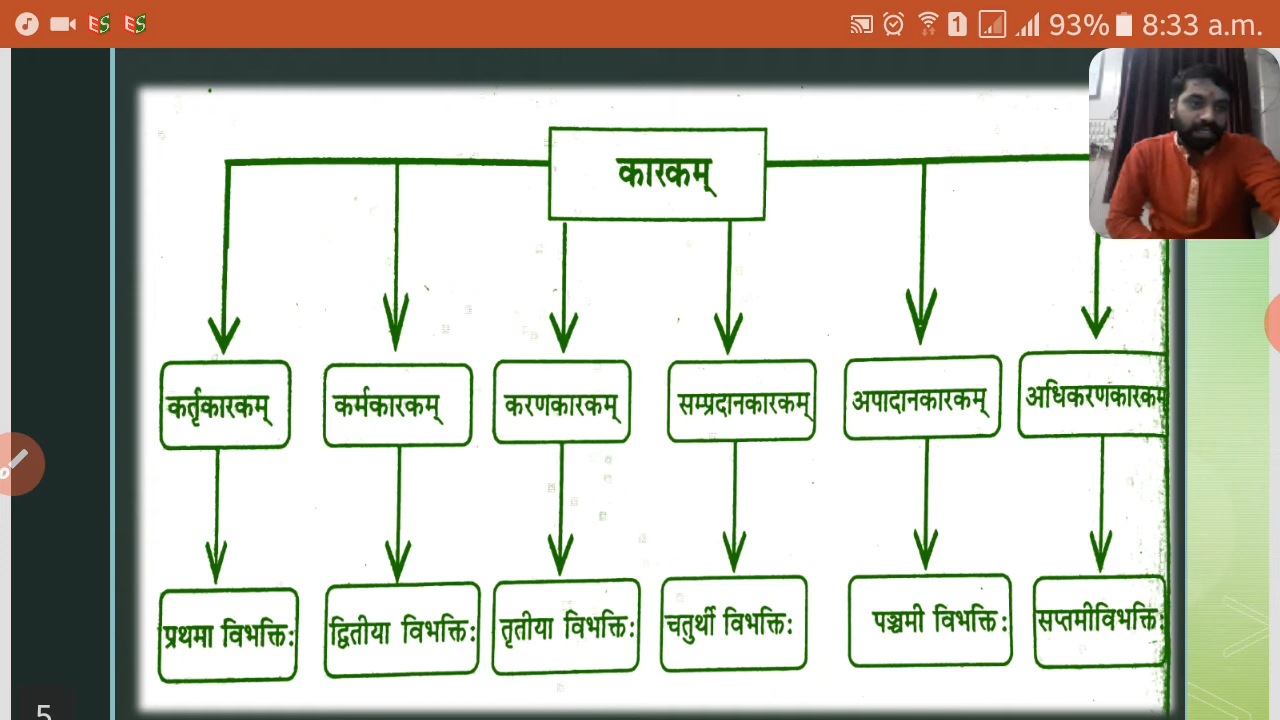 93% 8:33 a.m.
कारकम्
कर्तृकारकम् कर्मकारकम् करणकारकम् सम्प्रदानकारकम् अपादानकारकम् अधिकरणकारकम्
प्रथमा विभक्तिः द्वितीया विभक्तिः तृतीया विभक्तिः चतुर्थी विभक्तिः पञ्चमी विभक्तिः सप्तमीविभक्तिः
5